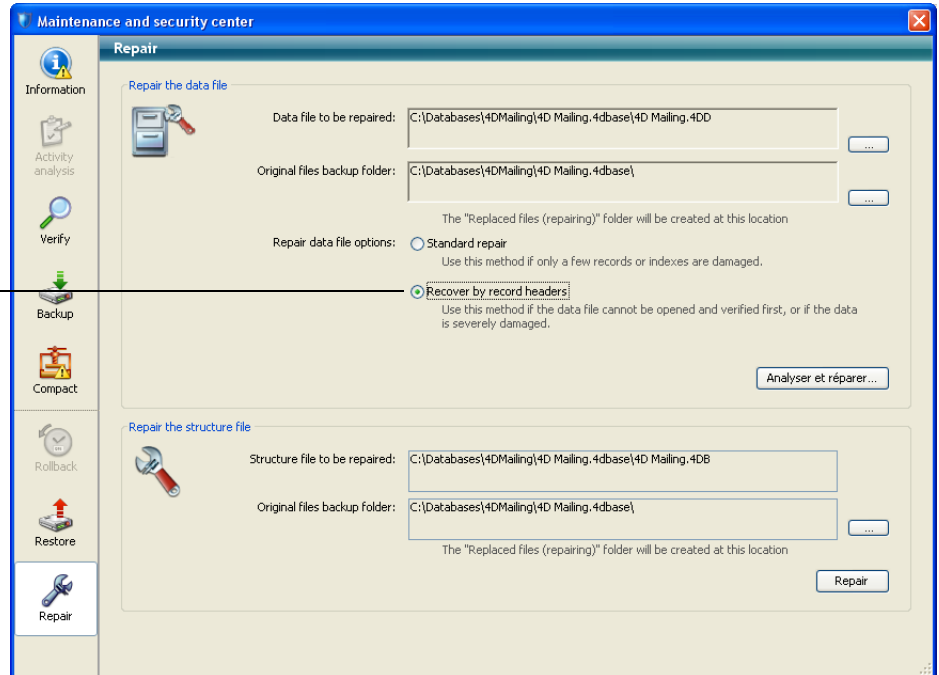 Maintenance and security center
Repair
Information
Activity
analysis
Verify
Backup
Compact
Rollback
Restore
Repair
Repair the data file
Data file to be repaired:
C:\Databases\4DMailing\4D Mailing.4dbase\4D Mailing.4DD
...
Original files backup folder:
C:\Databases\4DMailing\4D Mailing.4dbase\
...
The "Replaced files (repairing)" folder will be created at this location
Repair data file options:
Standard repair
Use this method if only a few records or indexes are damaged.
Recover by record headers
Use this method if the data file cannot be opened and verified first, or if the data
is severely damaged.
Analyser et réparer...
Repair the structure file
Structure file to be repaired:
C:\Databases\4DMailing\4D Mailing.4dbase\4D Mailing.4DB
Original files backup folder:
C:\Databases\4DMailing\4D Mailing.4dbase\
...
The "Replaced files (repairing)" folder will be created at this location
Repair